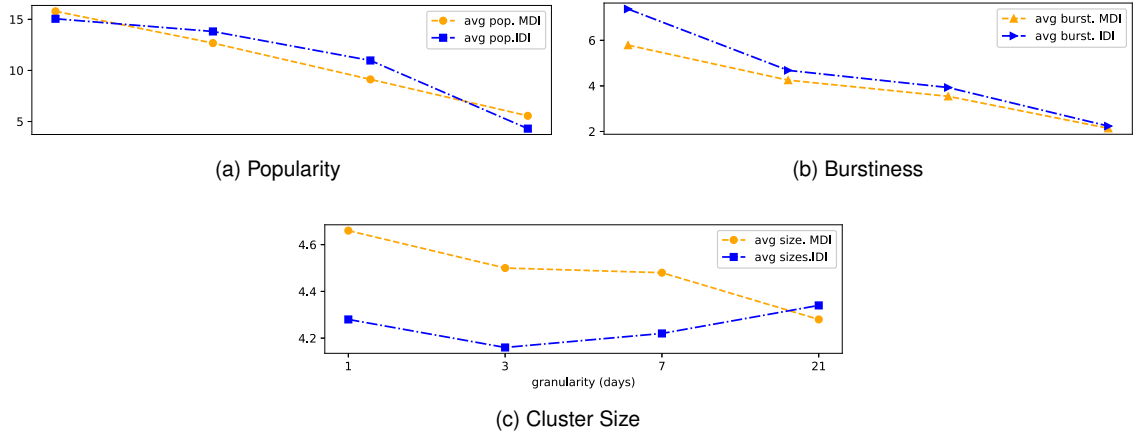 15
10
5
avg pop. MDI
avg pop.IDI
(a) Popularity
6
4
2
avg burst. MDI
avg burst. IDI
(b) Burstiness
4.6
4.4
4.2
avg size. MDI
avg sizes.IDI
1 3 7 21
granularity (days)
(c) Cluster Size